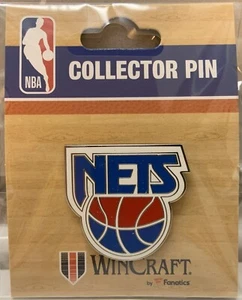 NBA
COLLECTOR PIN
NETS
WINCRAFT.
by Fanatics